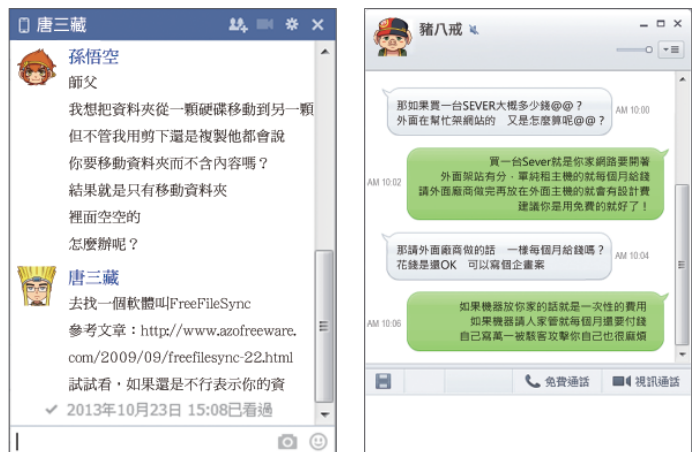 唐三藏
孫悟空
師父
我想把資料夾從一顆硬碟移動到另一顆
但不管我用剪下還是複製他都會說
你要移動資料夾而不含內容嗎？
結果就是只有移動資料夾
裡面空空的
怎麼辦呢？
唐三藏
去找一個軟體叫FreeFileSync
參考文章：http://www.azofreeware.
com/2009/09/freefilesync-22.html
試試看，如果還是不行表示你的資
2013年10月23日 15:08已看過
豬八戒
那如果買一台SEVER大概多少錢@@？
外面在幫忙架網站的　又是怎麼算呢@@？
AM 10:00
買一台Sever就是你家網路要開著
外面架站有分，單純租主機的就每個月給錢
請外面廠商做完再放在外面主機的就會有設計費
建議你是用免費的就好了！
AM 10:02
那請外面廠商做的話　一樣每個月給錢嗎？
花錢是還OK　可以寫個企畫案
AM 10:04
如果機器放你家的話就是一次性的費用
如果機器請人家管就每個月還要付錢
自己寫萬一被駭客攻擊你自己也很麻煩
AM 10:06
免費通話
視訊通話